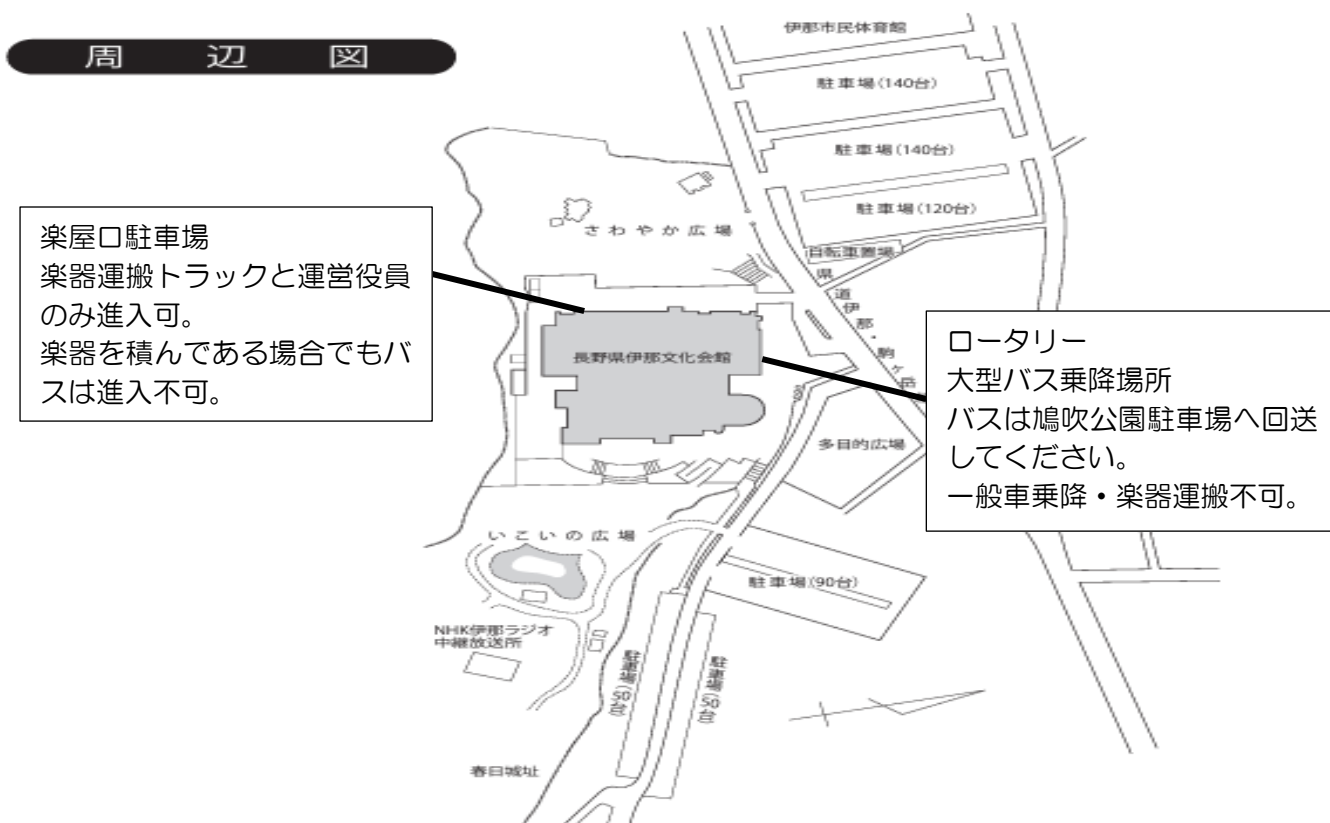 周辺図
伊那市民体育館
駐車場(140台)
駐車場(140台)
駐車場(120台)
自転車置場
さわやか広場
県道伊那・駒ヶ岳
楽屋口駐車場
楽器運搬トラックと運営役員
のみ進入可。
楽器を積んである場合でもバ
スは進入不可。
長野県伊那文化会館
ロータリー
大型バス乗降場所
バスは鳩吹公園駐車場へ回送
してください。
一般車乗降・楽器運搬不可。
多目的広場
いこいの広場
駐車場(90台)
NHK伊那ラジオ
中継放送所
駐車場(50台)
駐車場(50台)
春日城址